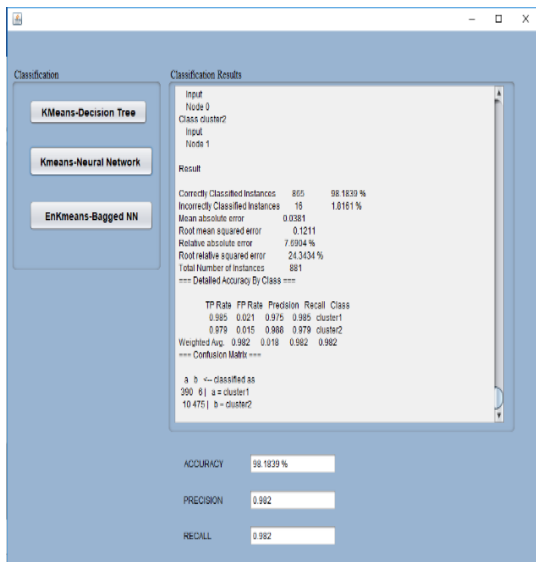 Classification
KMeans-Decision Tree
Kmeans-Neural Network
EnKmeans-Bagged NN
Classification Results
Input
Node 0
Class cluster2
Input
Node 1
Result
Correctly Classified Instances 865 98.1839 %
Incorrectly Classified Instances 16 1.8161 %
Mean absolute error 0.0381
Root mean squared error 0.1211
Relative absolute error 7.6904 %
Root relative squared error 24.3434 %
Total Number of Instances 881
=== Detailed Accuracy By Class ===
TP Rate FP Rate Precision Recall Class
0.985 0.021 0.975 0.985 cluster1
0.979 0.015 0.988 0.979 cluster2
Weighted Avg. 0.982 0.018 0.982 0.982
=== Confusion Matrix ===
a b <-- classified as
390 6 | a = cluster1
10 475 | b = cluster2
ACCURACY 98.1839 %
PRECISION 0.982
RECALL 0.982